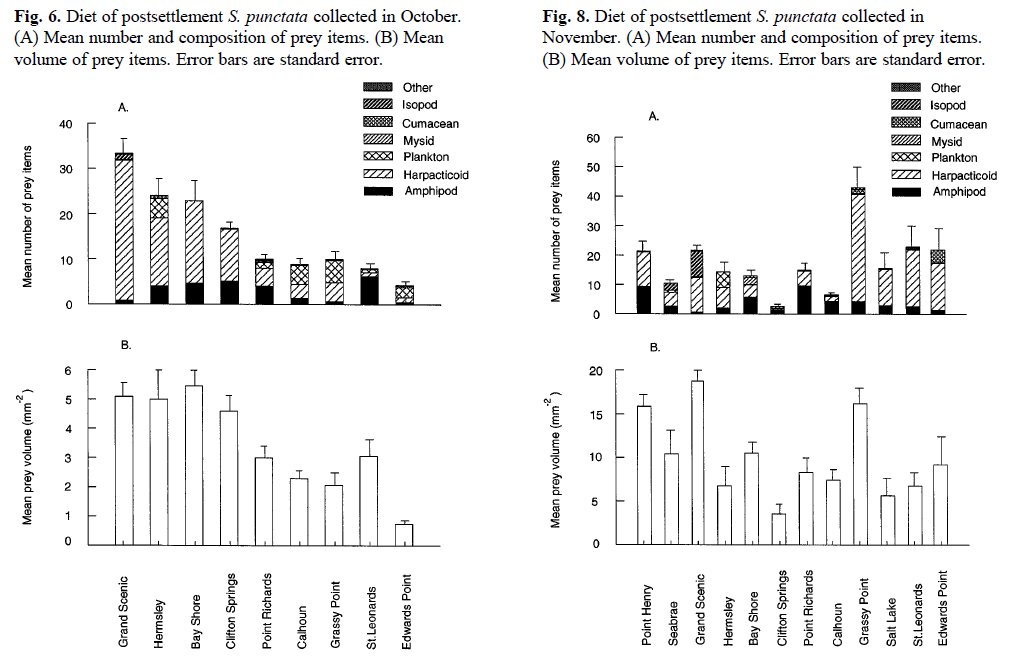 Fig. 6. Diet of postsettlement S. punctata collected in October.
(A) Mean number and composition of prey items. (B) Mean
volume of prey items. Error bars are standard error.
A.
Other
Isopod
Cumacean
Mysid
Plankton
Harpacticoid
Amphipod
Mean number of prey items
40
30
20
10
0
B.
Mean prey volume (mm-2)
6
5
4
3
2
1
0
Grand Scenic
Hemsley
Bay Shore
Clifton Springs
Point Richards
Calhoun
Grassy Point
St.Leonards
Edwards Point
Fig. 8. Diet of postsettlement S. punctata collected in
November. (A) Mean number and composition of prey items.
(B) Mean volume of prey items. Error bars are standard error.
A.
Other
Isopod
Cumacean
Mysid
Plankton
Harpacticoid
Amphipod
Mean number of prey items
60
50
40
30
20
10
0
B.
Mean prey volume (mm-2)
20
15
10
5
0
Point Henry
Seabrae
Grand Scenic
Hemsley
Bay Shore
Clifton Springs
Point Richards
Calhoun
Grassy Point
Salt Lake
St.Leonards
Edwards Point